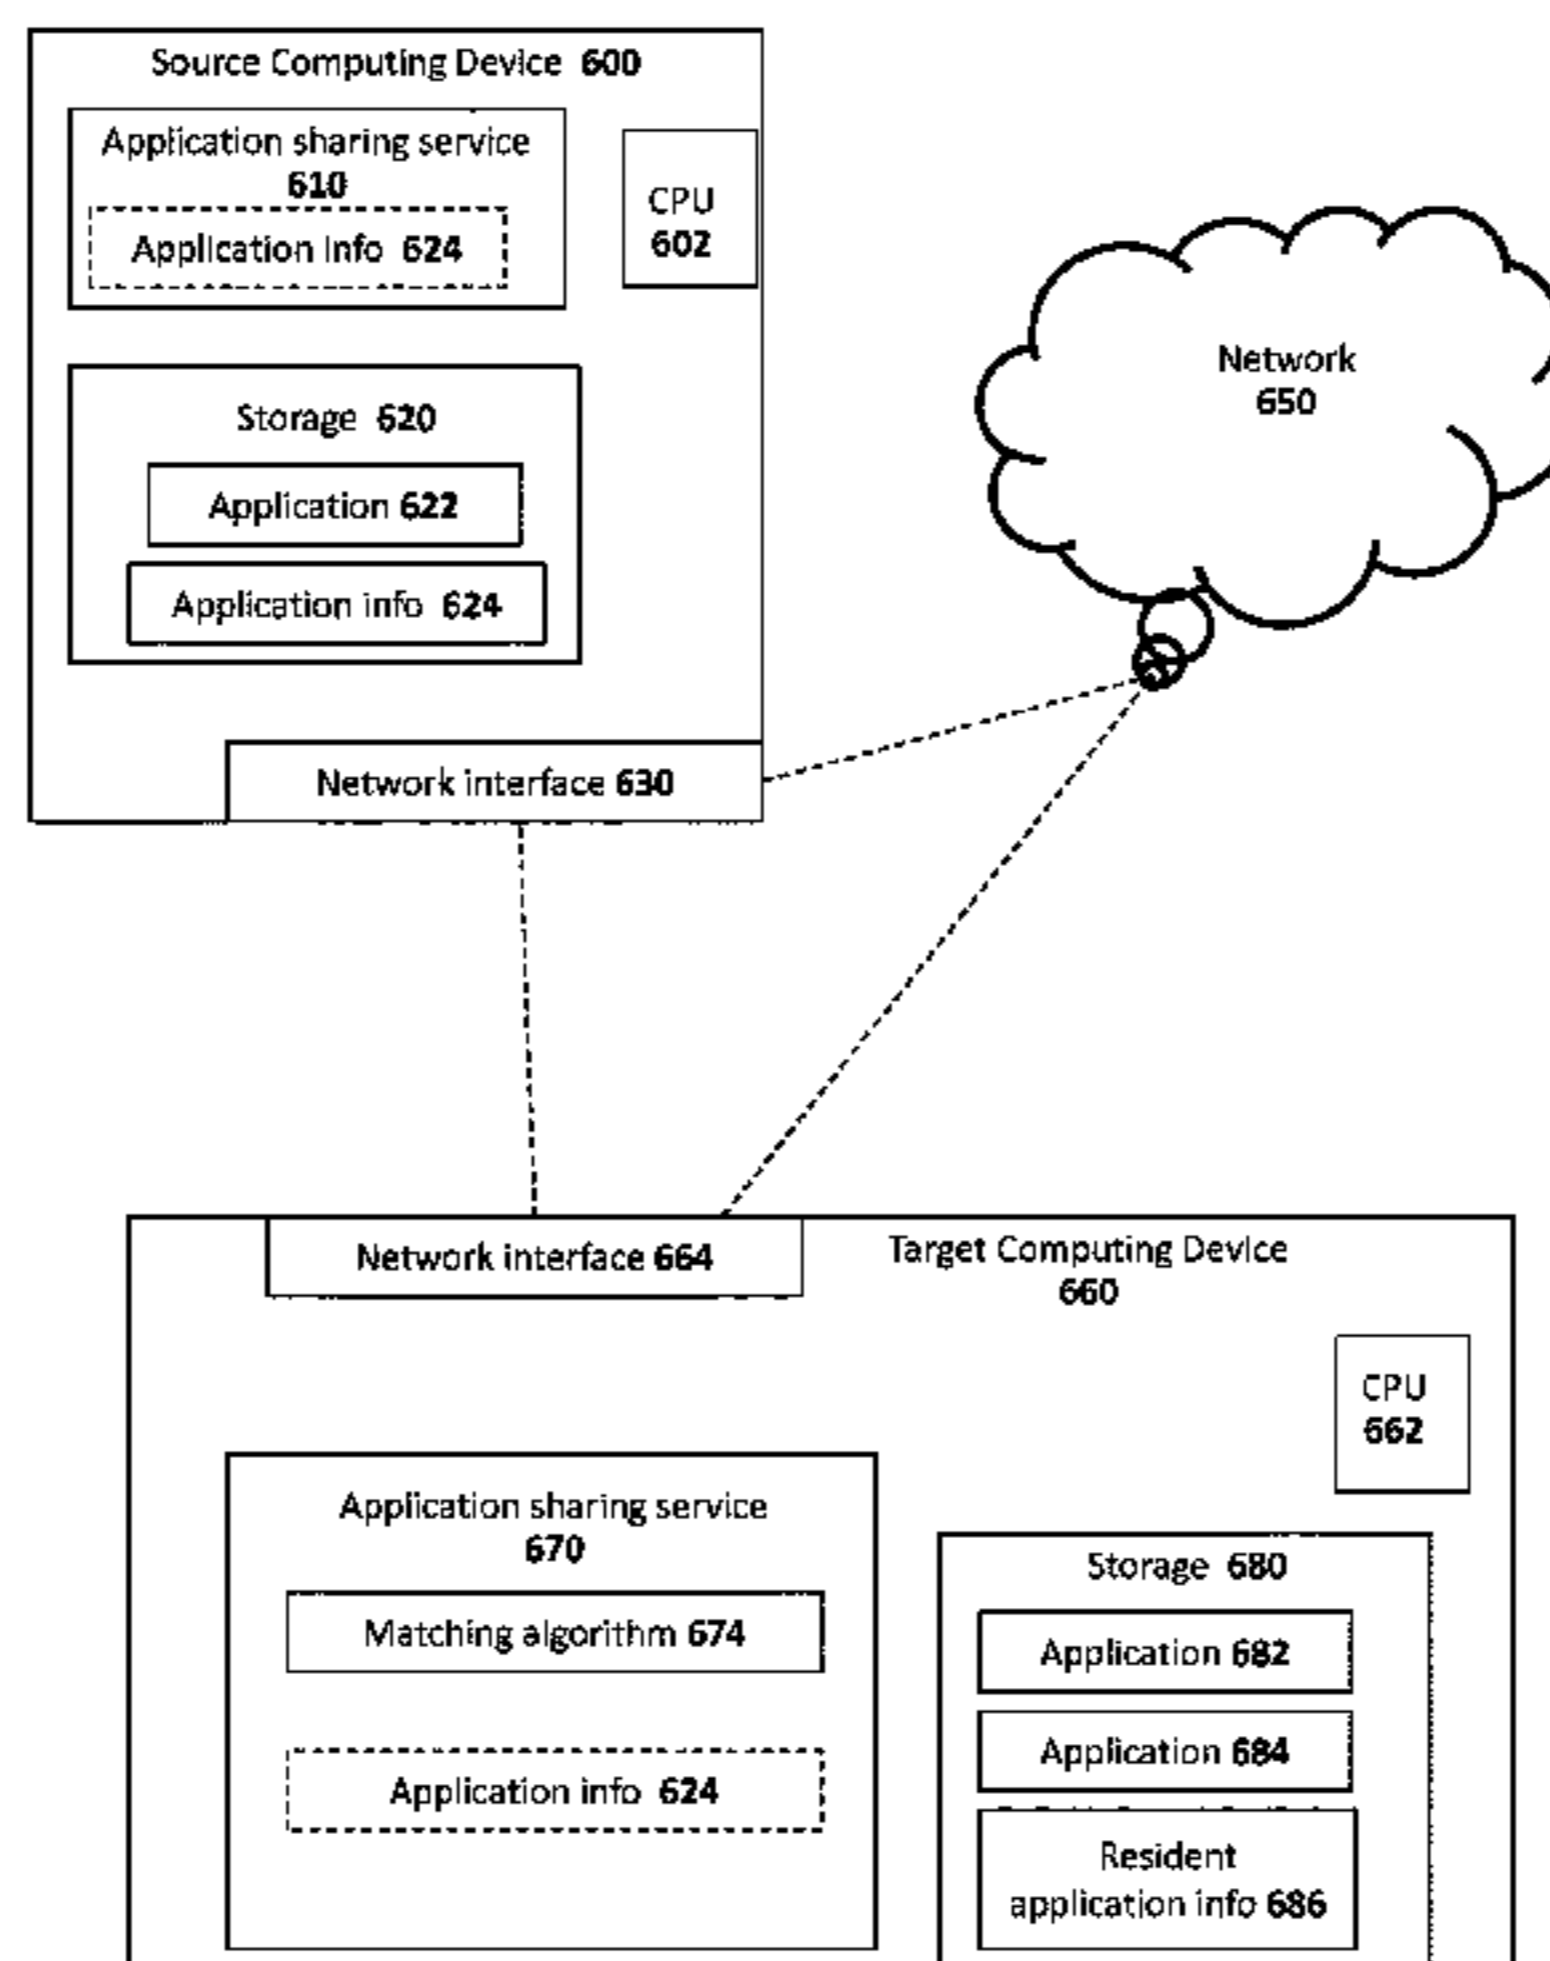 Source Computing Device 600
Application sharing service
610
Application Info 624
CPU
602
Storage 620
Application 622
Application info 624
Network interface 630
Network
650
Network interface 664
Target Computing Device
660
CPU
662
Application sharing service
670
Matching algorithm 674
Application info 624
Storage 680
Application 682
Application 684
Resident
application info 686